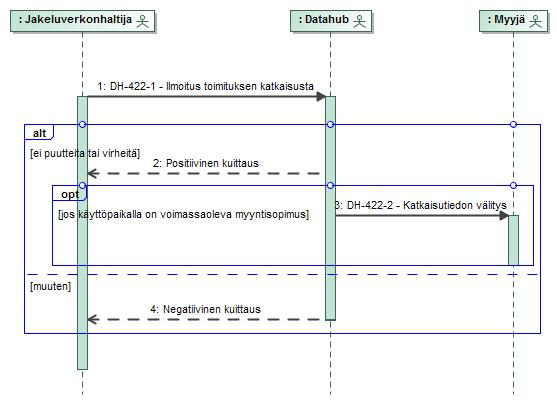 : Jakeluverkonhaltija
: Datahub
: Myyjä
1: DH-422-1 - Ilmoitus toimituksen katkaisusta
alt
[ei puutteita tai virheitä]
2: Positiivinen kuittaus
opt
[jos käyttöpaikalla on voimassaoleva myyntisopimus]
3: DH-422-2 - Katkaisutiedon välitys
[muuten]
4: Negatiivinen kuittaus